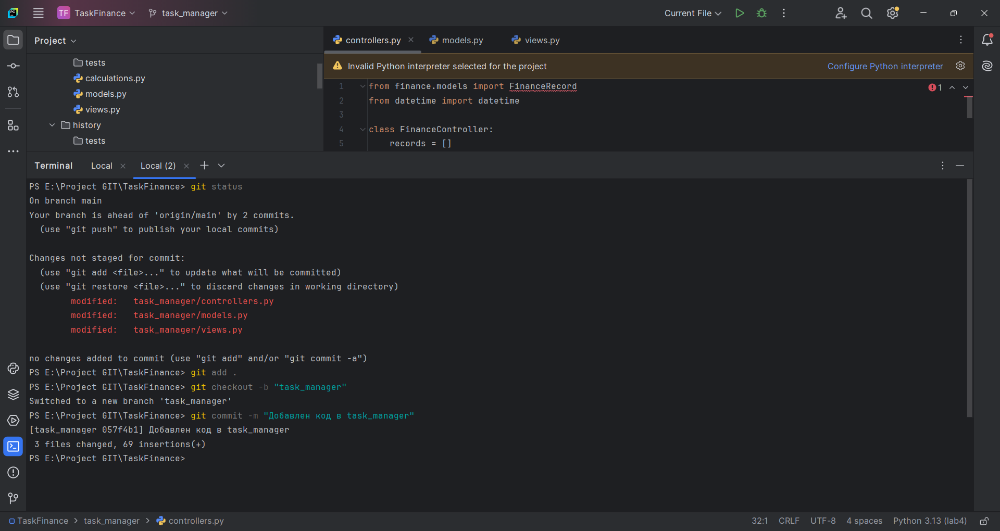 TF TaskFinance task_manager Current File
Project
controllers.py models.py views.py
tests
calculations.py
models.py
views.py
history
tests
Invalid Python interpreter selected for the project Configure Python interpreter
1 from finance.models import FinanceRecord 1
2 from datetime import datetime
3
4 class FinanceController:
5 records = []
Terminal Local Local (2)
PS E:\Project GIT\TaskFinance> git status
On branch main
Your branch is ahead of 'origin/main' by 2 commits.
(use "git push" to publish your local commits)
Changes not staged for commit:
(use "git add <file>..." to update what will be committed)
(use "git restore <file>..." to discard changes in working directory)
modified: task_manager/controllers.py
modified: task_manager/models.py
modified: task_manager/views.py
no changes added to commit (use "git add" and/or "git commit -a")
PS E:\Project GIT\TaskFinance> git add .
PS E:\Project GIT\TaskFinance> git checkout -b "task_manager"
Switched to a new branch 'task_manager'
PS E:\Project GIT\TaskFinance> git commit -m "Добавлен код в task_manager"
[task_manager 057f4b1] Добавлен код в task_manager
3 files changed, 69 insertions(+)
PS E:\Project GIT\TaskFinance>
TaskFinance > task_manager > controllers.py 32:1 CRLF UTF-8 4 spaces Python 3.13 (lab4)